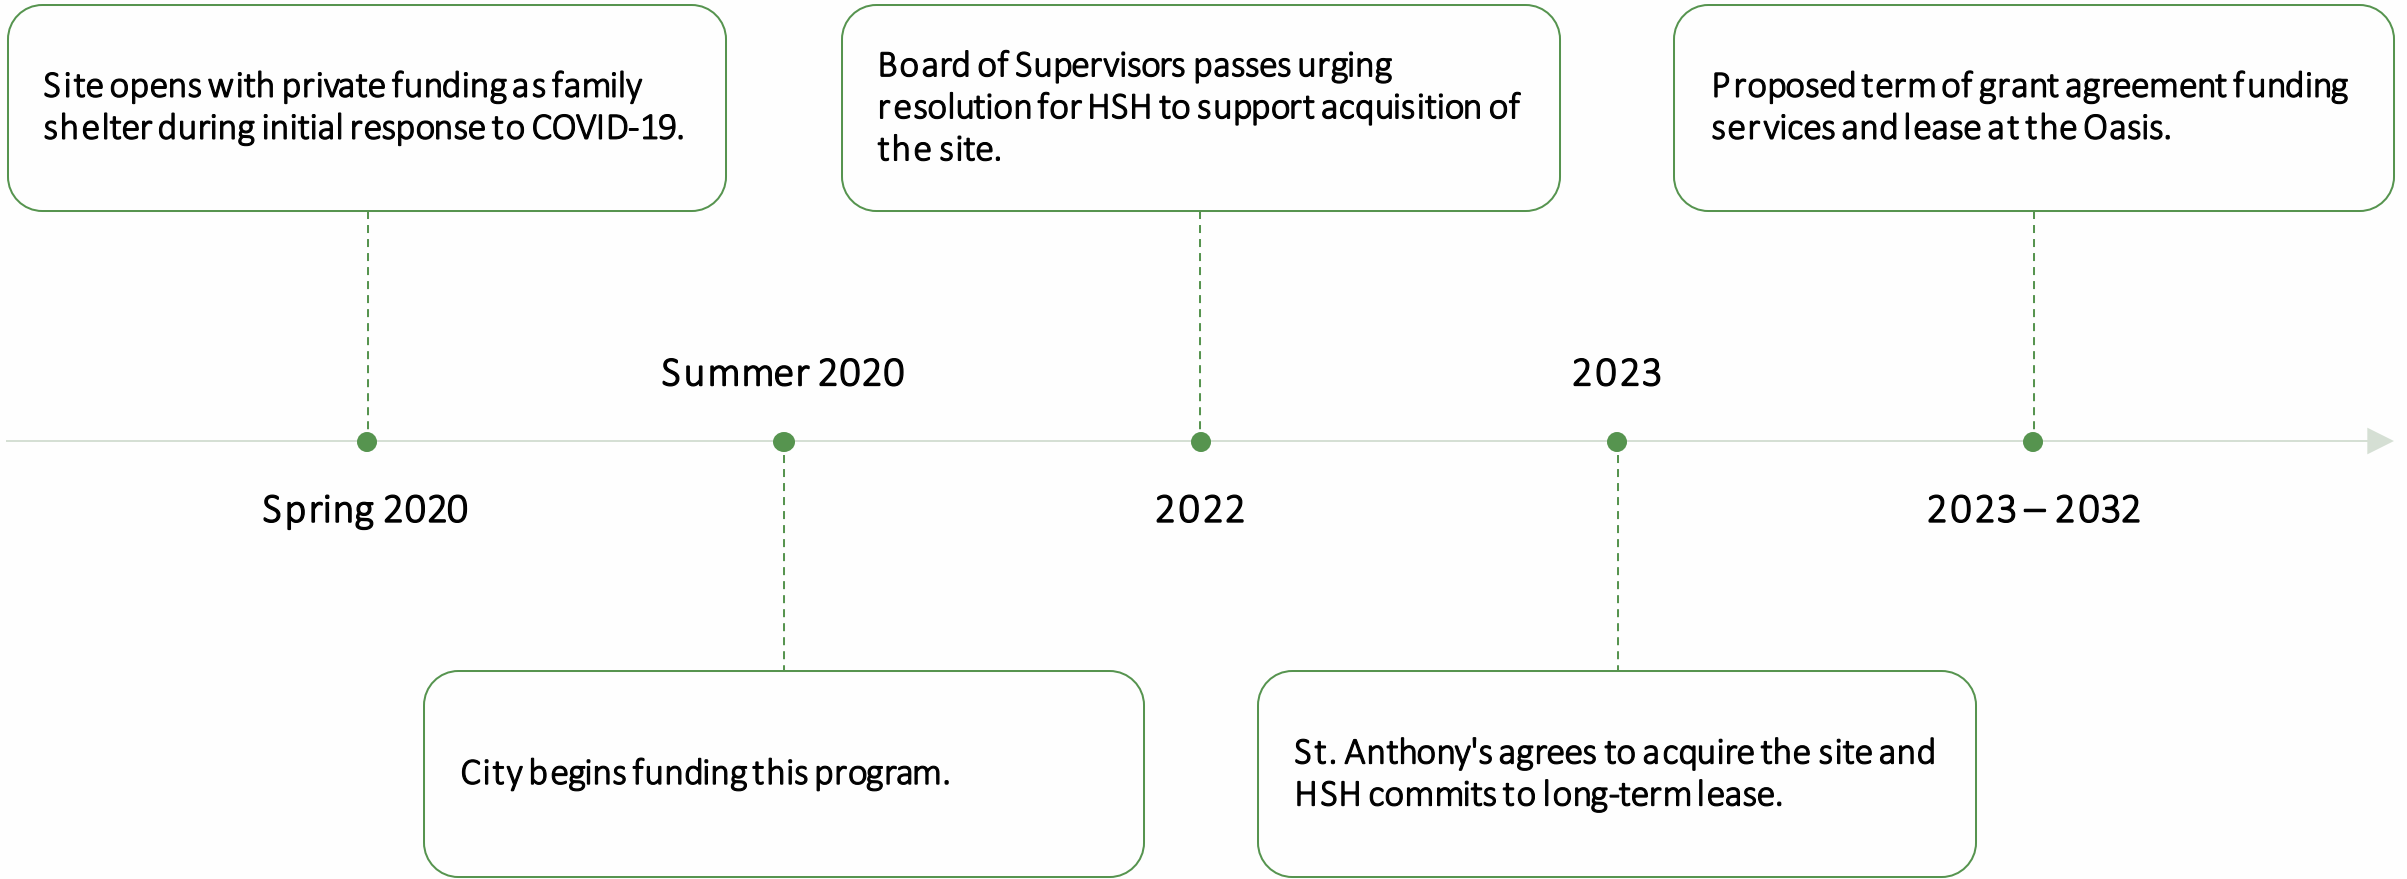 Site opens with private funding as family
shelter during initial response to COVID-19.
Spring 2020
Summer 2020
City begins funding this program.
Board of Supervisors passes urging
resolution for HSH to support acquisition of
the site.
2022
2023
St. Anthony's agrees to acquire the site and
HSH commits to long-term lease.
Proposed term of grant agreement funding
services and lease at the Oasis.
2023 – 2032